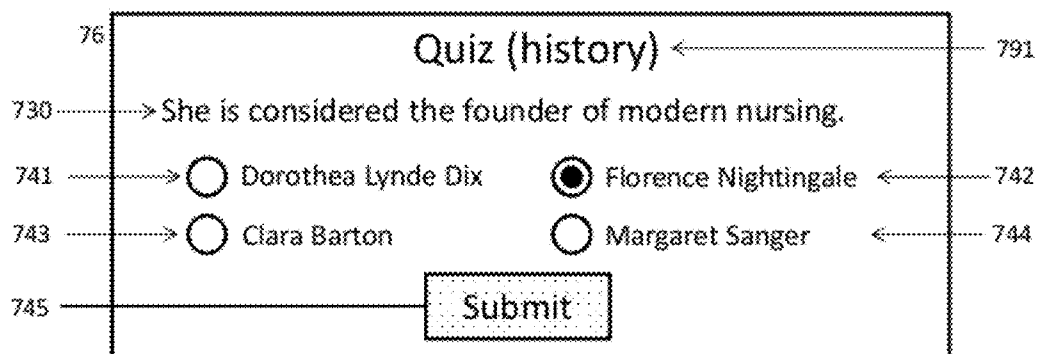 76 Quiz (history) 791
730 She is considered the founder of modern nursing.
741 Dorothea Lynde Dix Florence Nightingale 742
743 Clara Barton Margaret Sanger 744
745 Submit